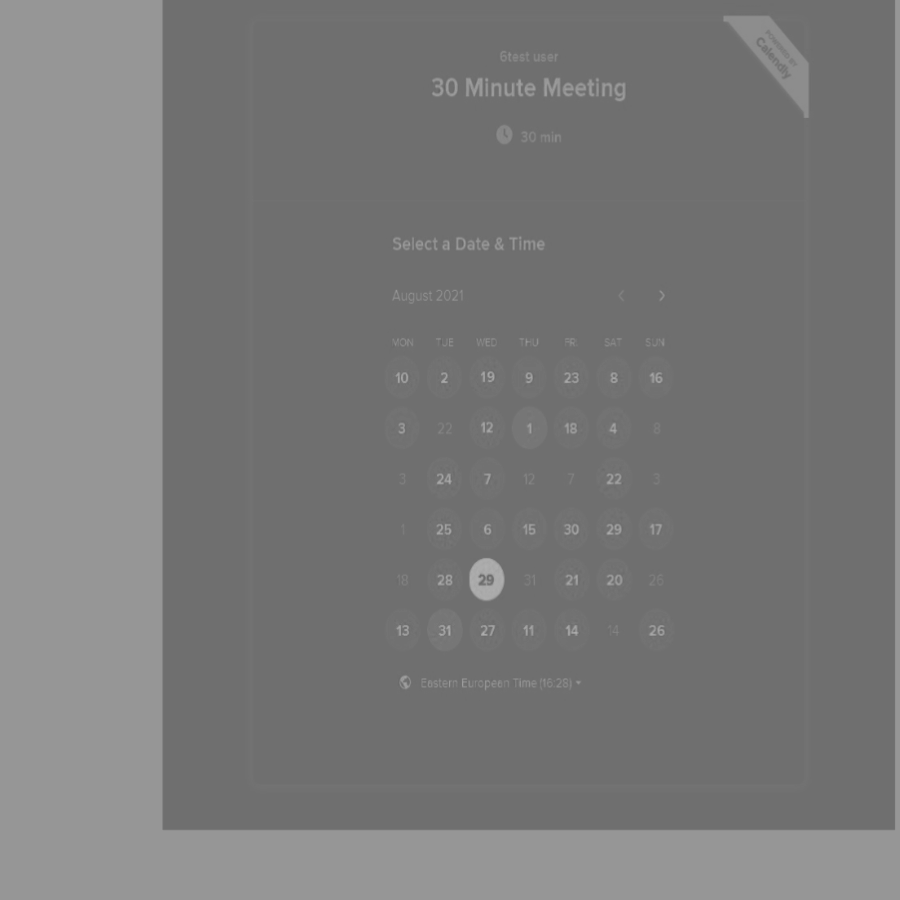 POWERED BY
Calendly
6test user
30 Minute Meeting
30 min
Select a Date & Time
August 2021
MON TUE WED THU FRI SAT SUN
10 2 19 9 23 8 16
3 22 12 1 18 4 8
3 24 7 12 7 22 3
1 25 6 15 30 29 17
18 28 29 31 21 20 26
13 31 27 11 14 14 26
Eastern European Time (16:28)